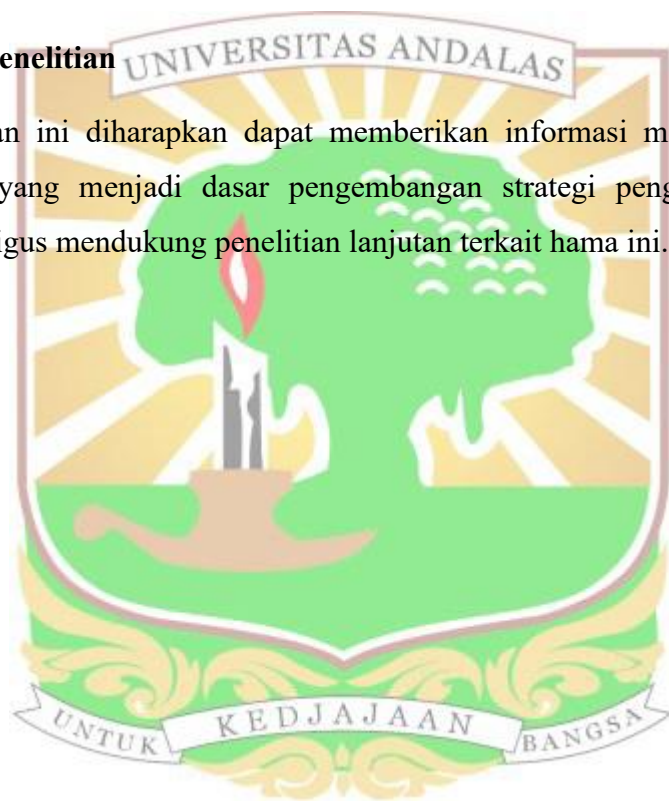 UNIVERSITAS ANDALAS
enelitian
an ini diharapkan dapat memberikan informasi m
yang menjadi dasar pengembangan strategi peng
igus mendukung penelitian lanjutan terkait hama ini.
UNTUK KEDJAJAAN BANGSA